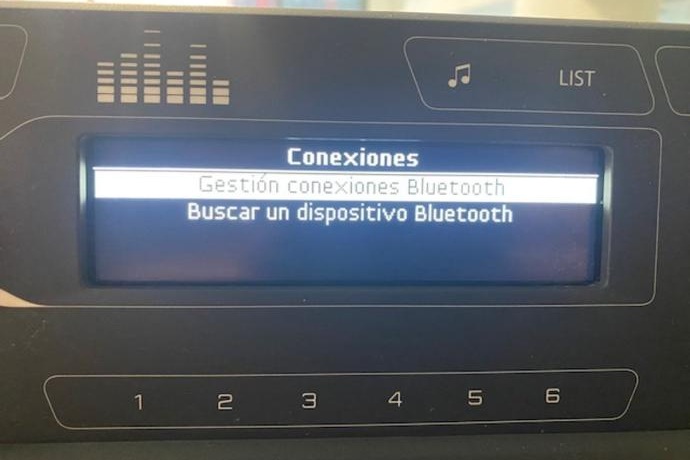 LIST
Conexiones
Gestión conexiones Bluetooth
Buscar un dispositivo Bluetooth
1 2 3 4 5 6